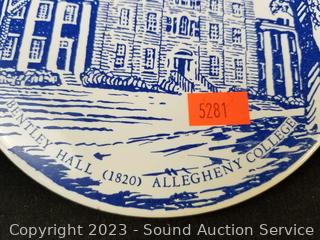 5281
BENTLEY HALL (1820) ALLEGHENY COLLEGE
Copyright © 2023 - Sound Auction Service